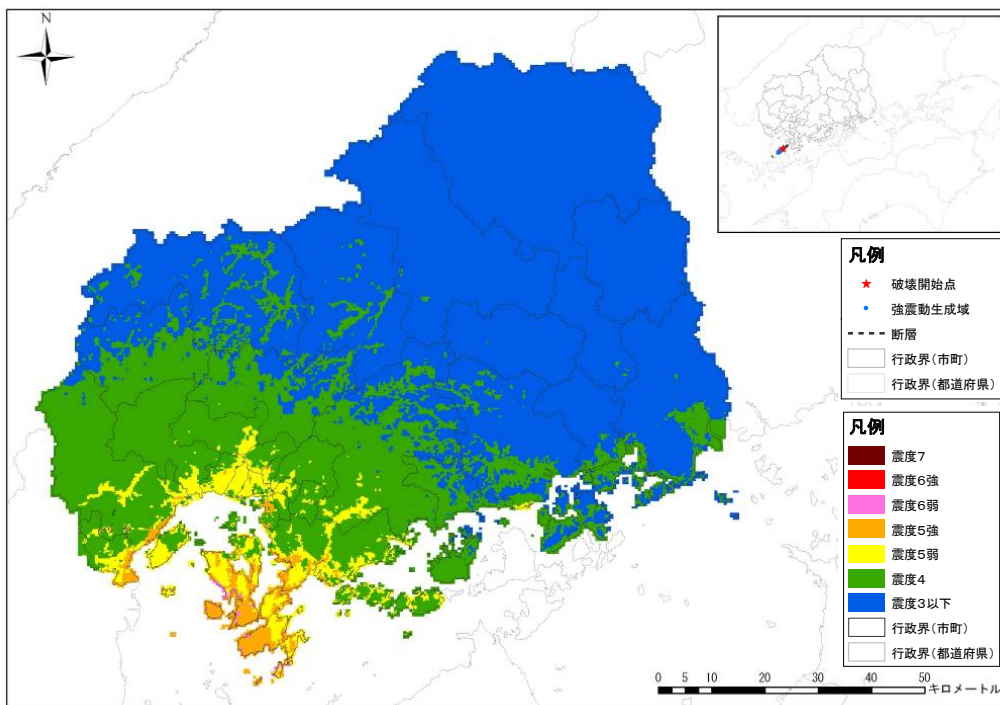 N
凡例
破壊開始点
強震動生成域
断層
行政界(市町)
行政界(都道府県)
凡例
震度7
震度6強
震度6弱
震度5強
震度5弱
震度4
震度3以下
行政界(市町)
行政界(都道府県)
0 5 10 20 30 40 50
キロメートル